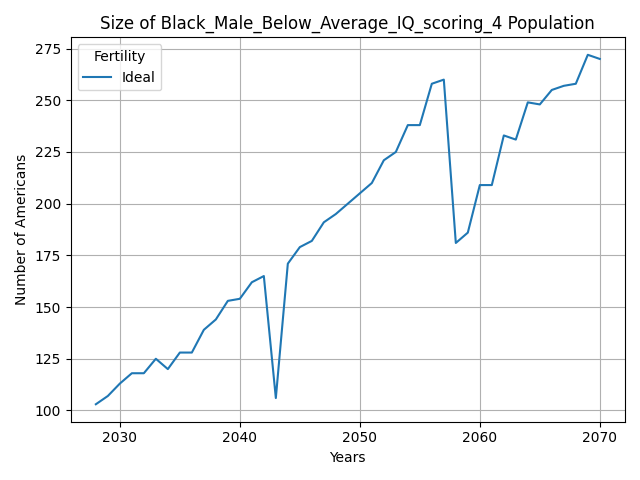 Size of Black_Male_Below_Average_IQ_scoring_4 Population
Fertility
Ideal
275
250
225
200
175
150
125
100
Number of Americans
2030 2040 2050 2060 2070
Years